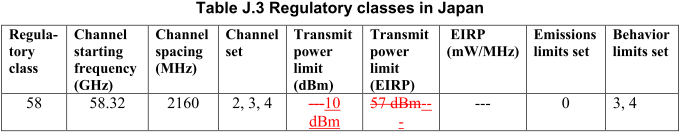 Table J.3 Regulatory classes in Japan
Regula-
tory
class
Channel
starting
frequency
(GHz)
Channel
spacing
(MHz)
Channel
set
Transmit
power
limit
(dBm)
Transmit
power
limit
(EIRP)
EIRP
(mW/MHz)
Emissions
limits set
Behavior
limits set
58
58.32
2160
2, 3, 4
---10
dBm
57 dBm--
-
---
0
3, 4